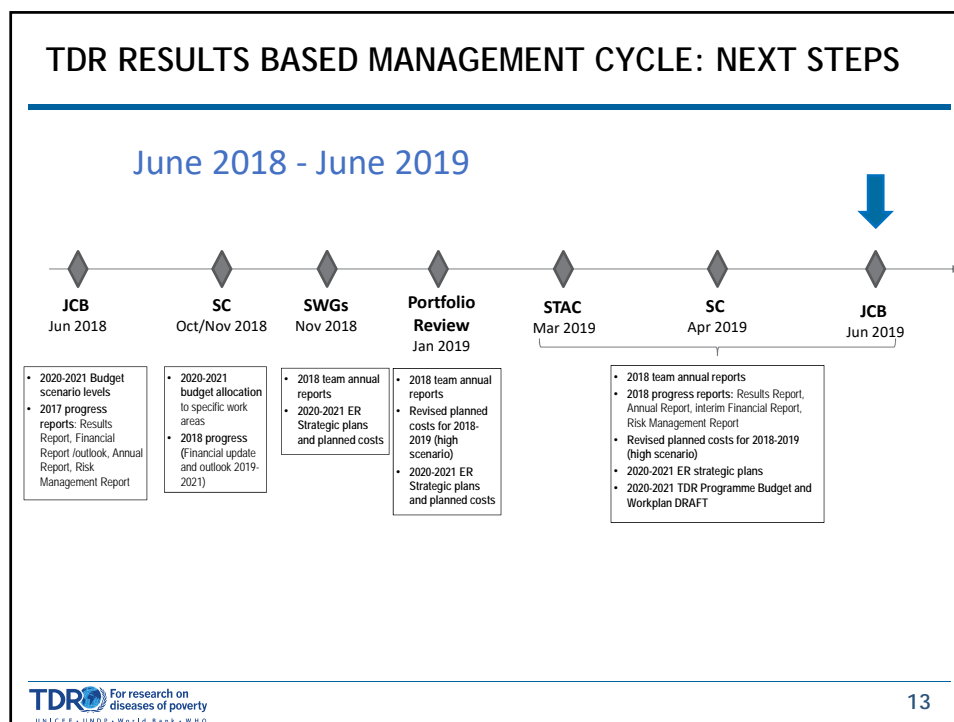 TDR RESULTS BASED MANAGEMENT CYCLE: NEXT STEPS
June 2018 - June 2019
JCB
Jun 2018
SC
Oct/Nov 2018
SWGs
Nov 2018
Portfolio
Review
Jan 2019
STAC
Mar 2019
SC
Apr 2019
JCB
Jun 2019
• 2020-2021 Budget
scenario levels
• 2017 progress
reports: Results
Report, Financial
Report /outlook, Annual
Report, Risk
Management Report
• 2020-2021
budget allocation
to specific work
areas
• 2018 progress
(Financial update
and outlook 2019-
2021)
• 2018 team annual
reports
• 2020-2021 ER
Strategic plans
and planned costs
• 2018 team annual
reports
• Revised planned
costs for 2018-
2019 (high
scenario)
• 2020-2021 ER
Strategic plans
and planned costs
• 2018 team annual reports
• 2018 progress reports: Results Report,
Annual Report, interim Financial Report,
Risk Management Report
• Revised planned costs for 2018-2019
(high scenario)
• 2020-2021 ER strategic plans
• 2020-2021 TDR Programme Budget and
Workplan DRAFT
TDR For research on
diseases of poverty
UNICEF • UNDP • World Bank • WHO
13